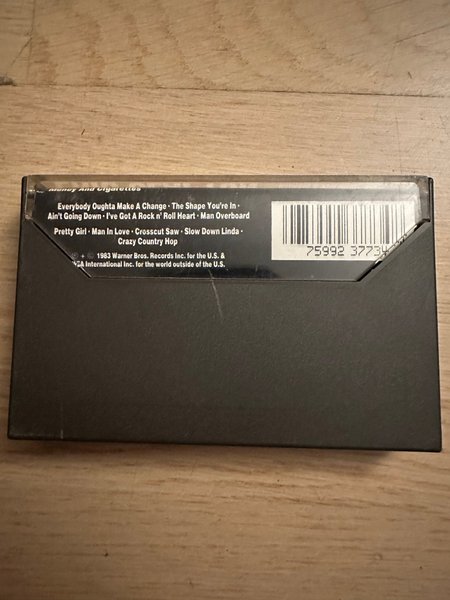 Money And Cigarettes
Everybody Oughta Make A Change · The Shape You're In ·
Ain't Going Down · I've Got A Rock n' Roll Heart · Man Overboard
Pretty Girl · Man In Love · Crosscut Saw · Slow Down Linda ·
Crazy Country Hop
℗ + © 1983 Warner Bros. Records Inc. for the U.S. &
International Inc. for the world outside of the U.S.
75992 37734